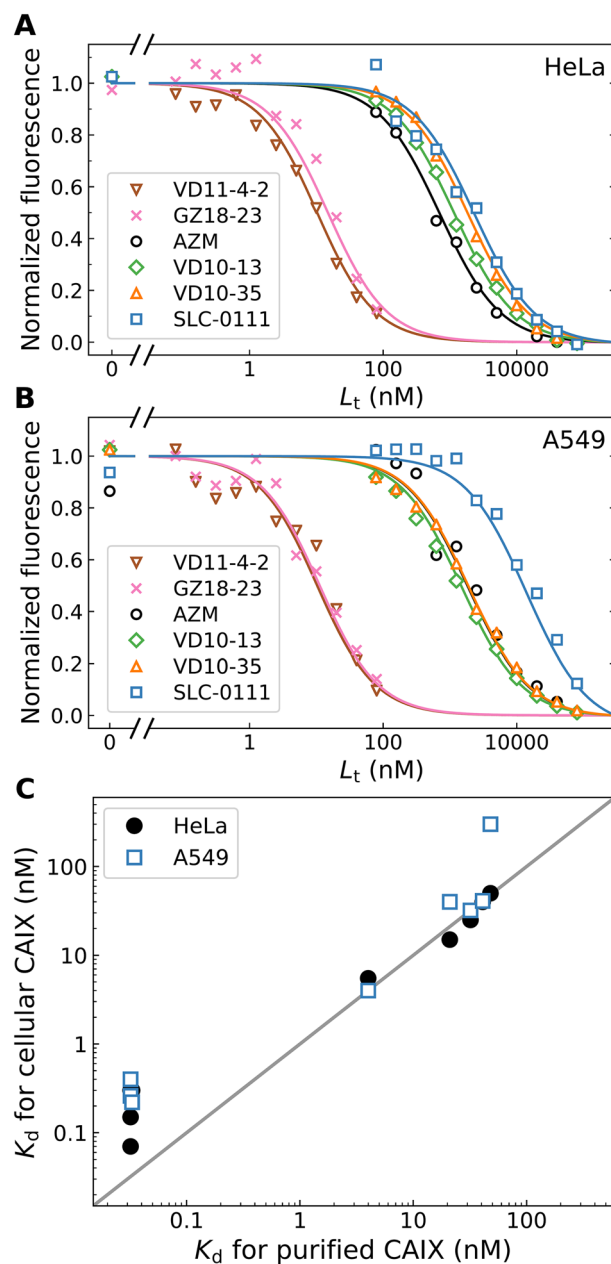 A
HeLa
Normalized fluorescence
1.0
0.8
0.6
0.4
0.2
0.0
VD11-4-2
GZ18-23
AZM
VD10-13
VD10-35
SLC-0111
0
1
100
10000
Lt (nM)
B
A549
Normalized fluorescence
1.0
0.8
0.6
0.4
0.2
0.0
VD11-4-2
GZ18-23
AZM
VD10-13
VD10-35
SLC-0111
0
1
100
10000
Lt (nM)
C
HeLa
A549
Kd for cellular CAIX (nM)
100
10
1
0.1
0.1
1
10
100
Kd for purified CAIX (nM)